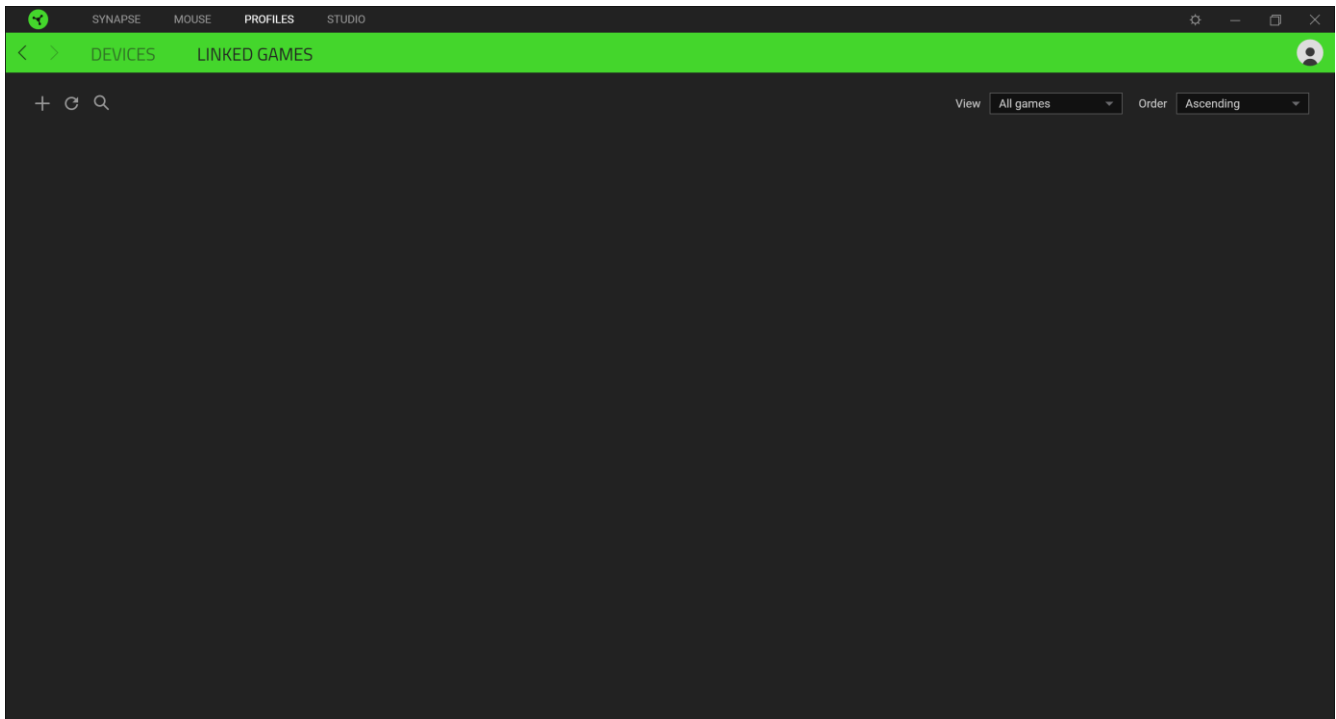 SYNAPSE MOUSE PROFILES STUDIO
DEVICES LINKED GAMES
View All games Order Ascending